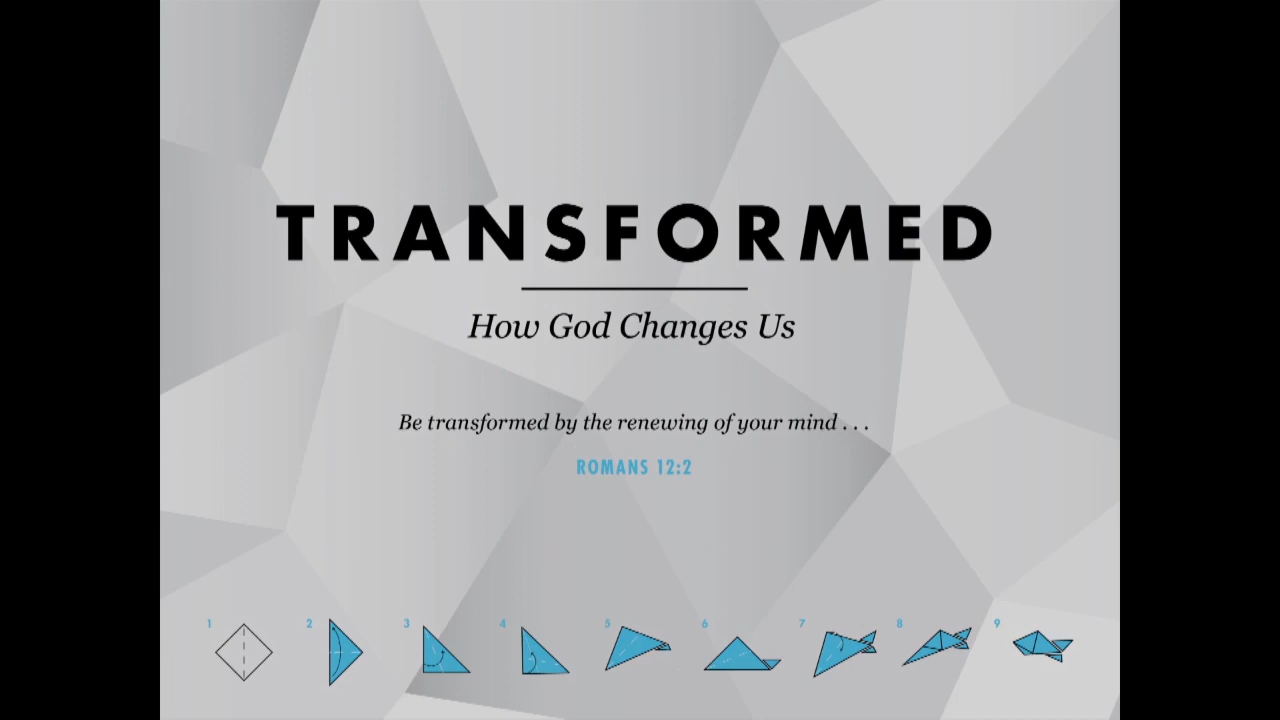 TRANSFORMED
How God Changes Us
Be transformed by the renewing of your mind . . .
ROMANS 12:2
1 2 3 4 5 6 7 8 9